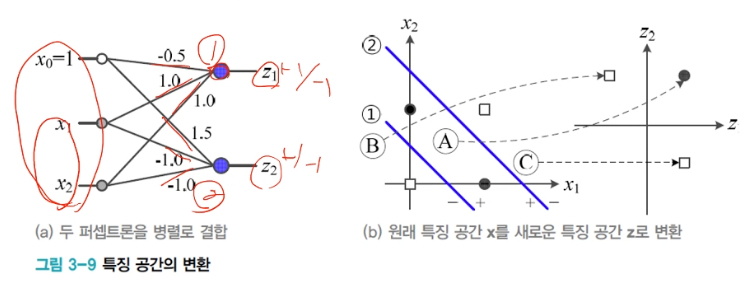 x₀=1
x₁
x₂
-0.5
1.0
1.0
1.5
-1.0
-1.0
1
2
z₁ +1/-1
z₂ +1/-1
(a) 두 퍼셉트론을 병렬로 결합
x₂
②
①
B
A
C
x₁
− +
+ −
z₂
z
(b) 원래 특징 공간 x를 새로운 특징 공간 z로 변환
그림 3-9 특징 공간의 변환